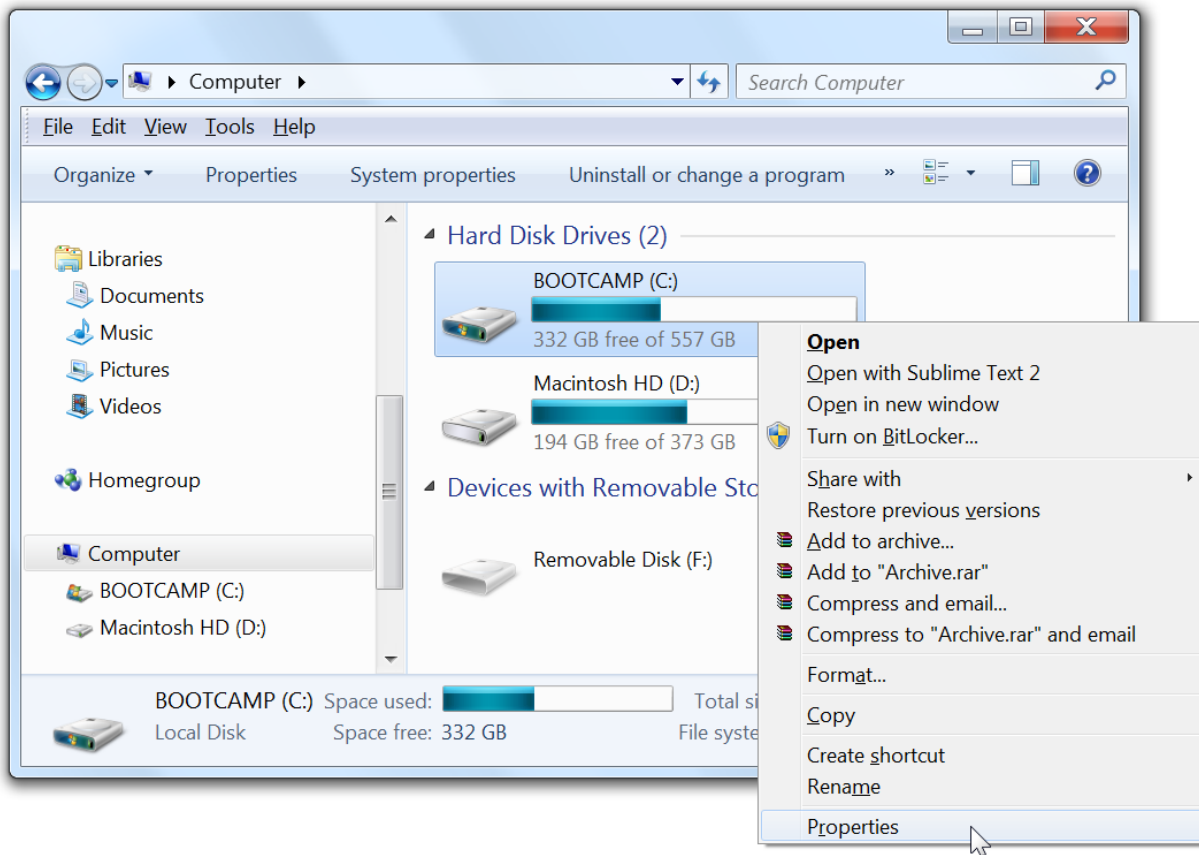 Computer
Search Computer
File Edit View Tools Help
Organize Properties System properties Uninstall or change a program »
Libraries
Documents
Music
Pictures
Videos
Homegroup
Computer
BOOTCAMP (C:)
Macintosh HD (D:)
Hard Disk Drives (2)
BOOTCAMP (C:)
332 GB free of 557 GB
Macintosh HD (D:)
194 GB free of 373 GB
Devices with Removable Sto
Removable Disk (F:)
BOOTCAMP (C:) Space used: Total si
Local Disk Space free: 332 GB File syste
Open
Open with Sublime Text 2
Open in new window
Turn on BitLocker...
Share with
Restore previous versions
Add to archive...
Add to "Archive.rar"
Compress and email...
Compress to "Archive.rar" and email
Format...
Copy
Create shortcut
Rename
Properties